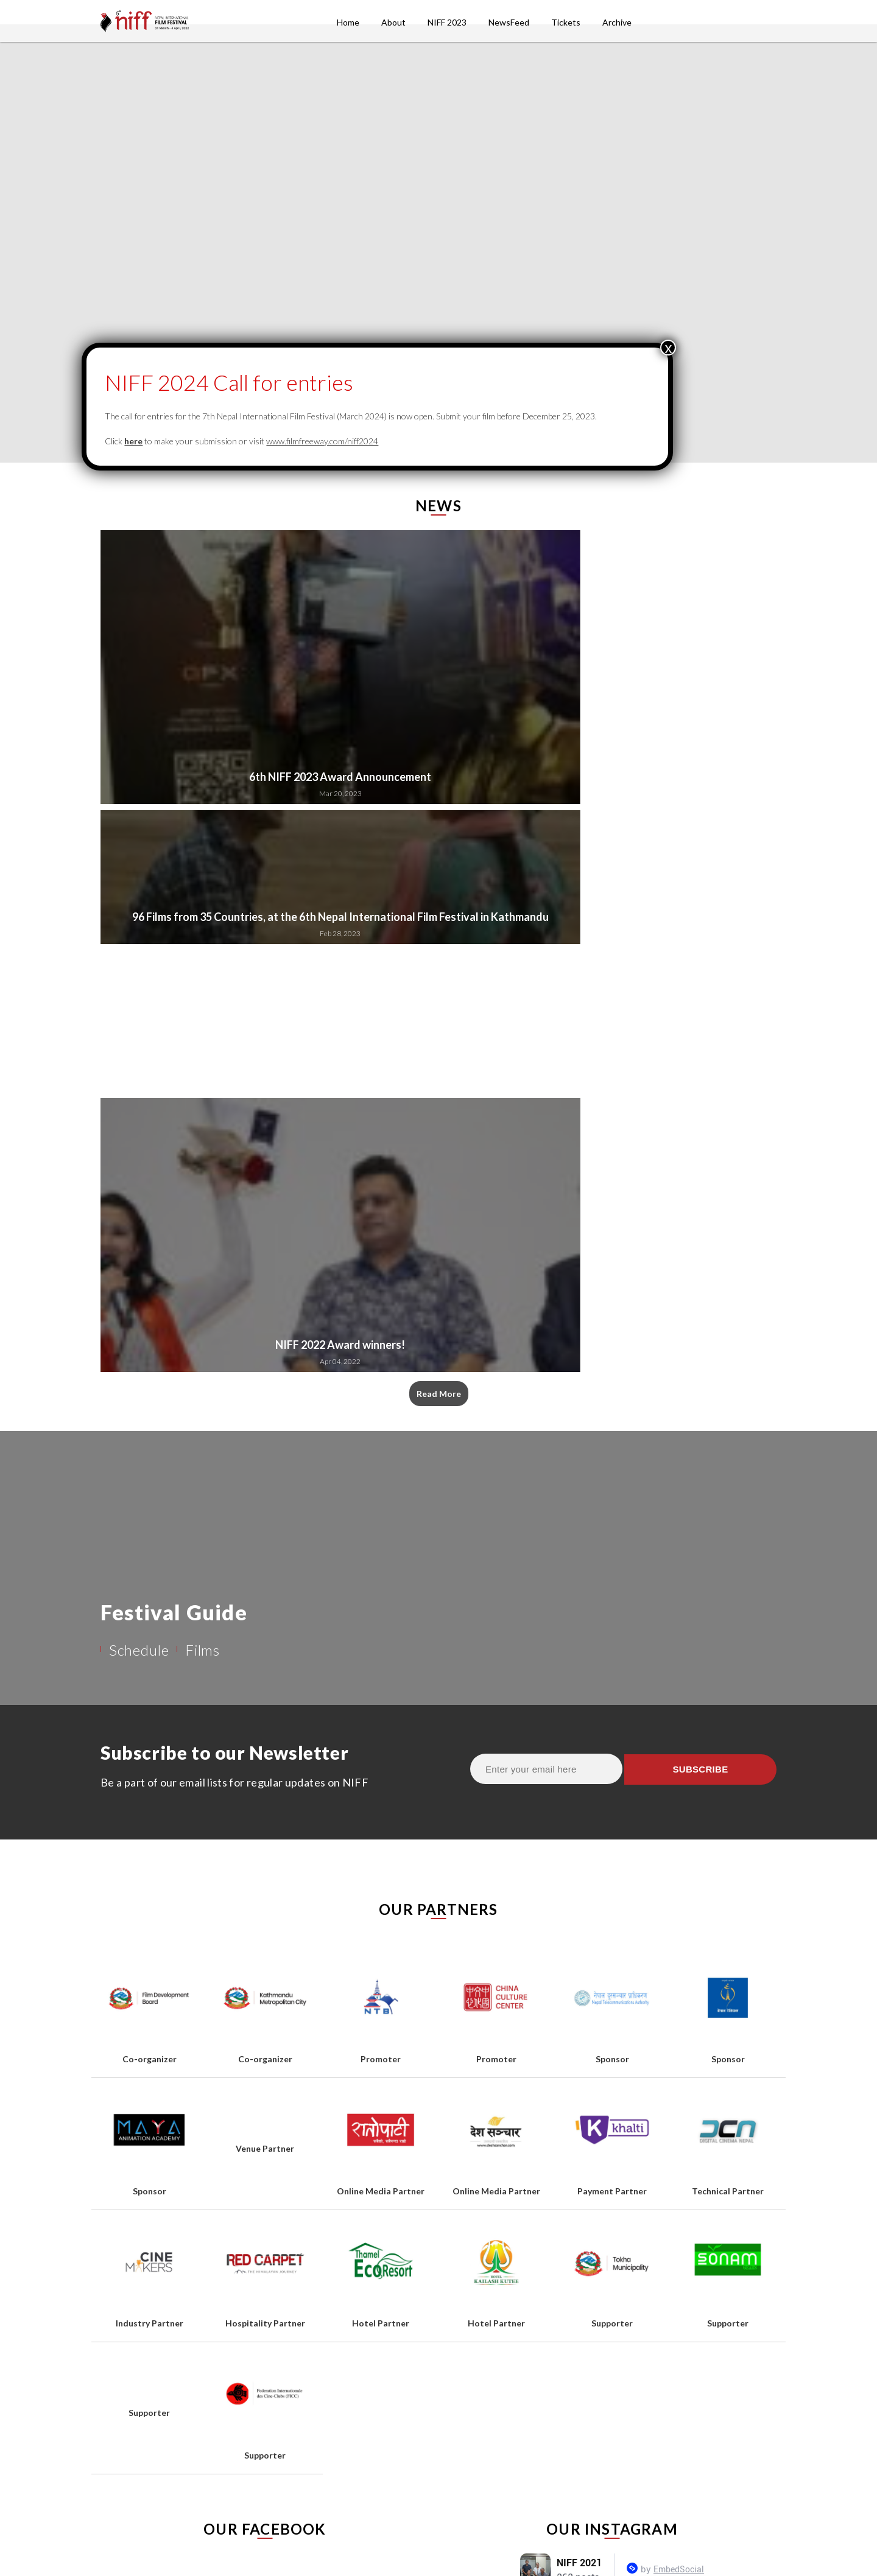 niff
NEPAL INTERNATIONAL
FILM FESTIVAL
Home
About
NIFF 2023
NewsFeed
Tickets
Archive
x
NIFF 2024 Call for entries
The call for entries for the 7th Nepal International Film Festival (March 2024) is now open. Submit your film before December 25, 2023.
Click here to make your submission or visit www.filmfreeway.com/niff2024
NEWS
6th NIFF 2023 Award Announcement
Mar 20, 2023
96 Films from 35 Countries, at the 6th Nepal International Film Festival in Kathmandu
Feb 28, 2023
NIFF 2022 Award winners!
Apr 04, 2022
Read More
Festival Guide
Schedule
Films
Subscribe to our Newsletter
Be a part of our email lists for regular updates on NIFF
Enter your email here
SUBSCRIBE
OUR PARTNERS
Film Development
Board
Kathmandu
Metropolitan City
NTB
CHINA
CULTURE
CENTER
नेपाल दूरसञ्चार प्राधिकरण
Nepal Telecommunications Authority
Co-organizer
Co-organizer
Promoter
Promoter
Sponsor
Sponsor
MAYA
ANIMATION ACADEMY
Venue Partner
रातोपाटी
देश सञ्चार
khalti
DCN
DIGITAL CINEMA NEPAL
Sponsor
Online Media Partner
Online Media Partner
Payment Partner
Technical Partner
CINE
MAKERS
RED CARPET
Thamel
EcoResort
HOTEL
KAILASH KUTEE
Tokha
Municipality
SONAM
Industry Partner
Hospitality Partner
Hotel Partner
Hotel Partner
Supporter
Supporter
Supporter
Fédération Internationale
des Ciné-Clubs (FICC)
Supporter
OUR FACEBOOK
OUR INSTAGRAM
NIFF 2021
by EmbedSocial